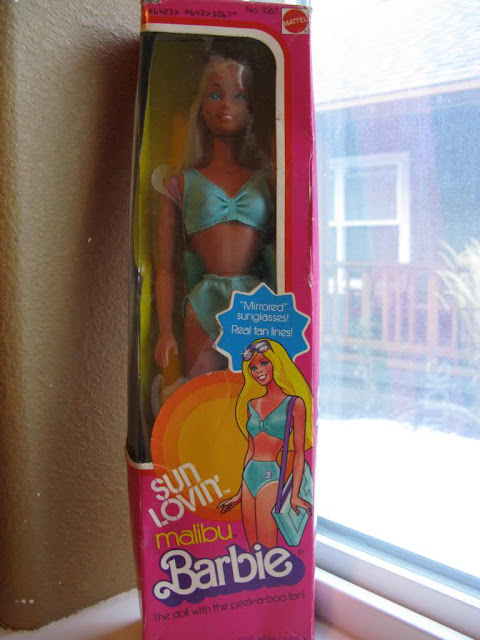 No. 1067
MATTEL
"Mirrored"
sunglasses!
Real tan lines!
SUN
LOVIN'™
malibu
Barbie®
The doll with the peek-a-boo tan!